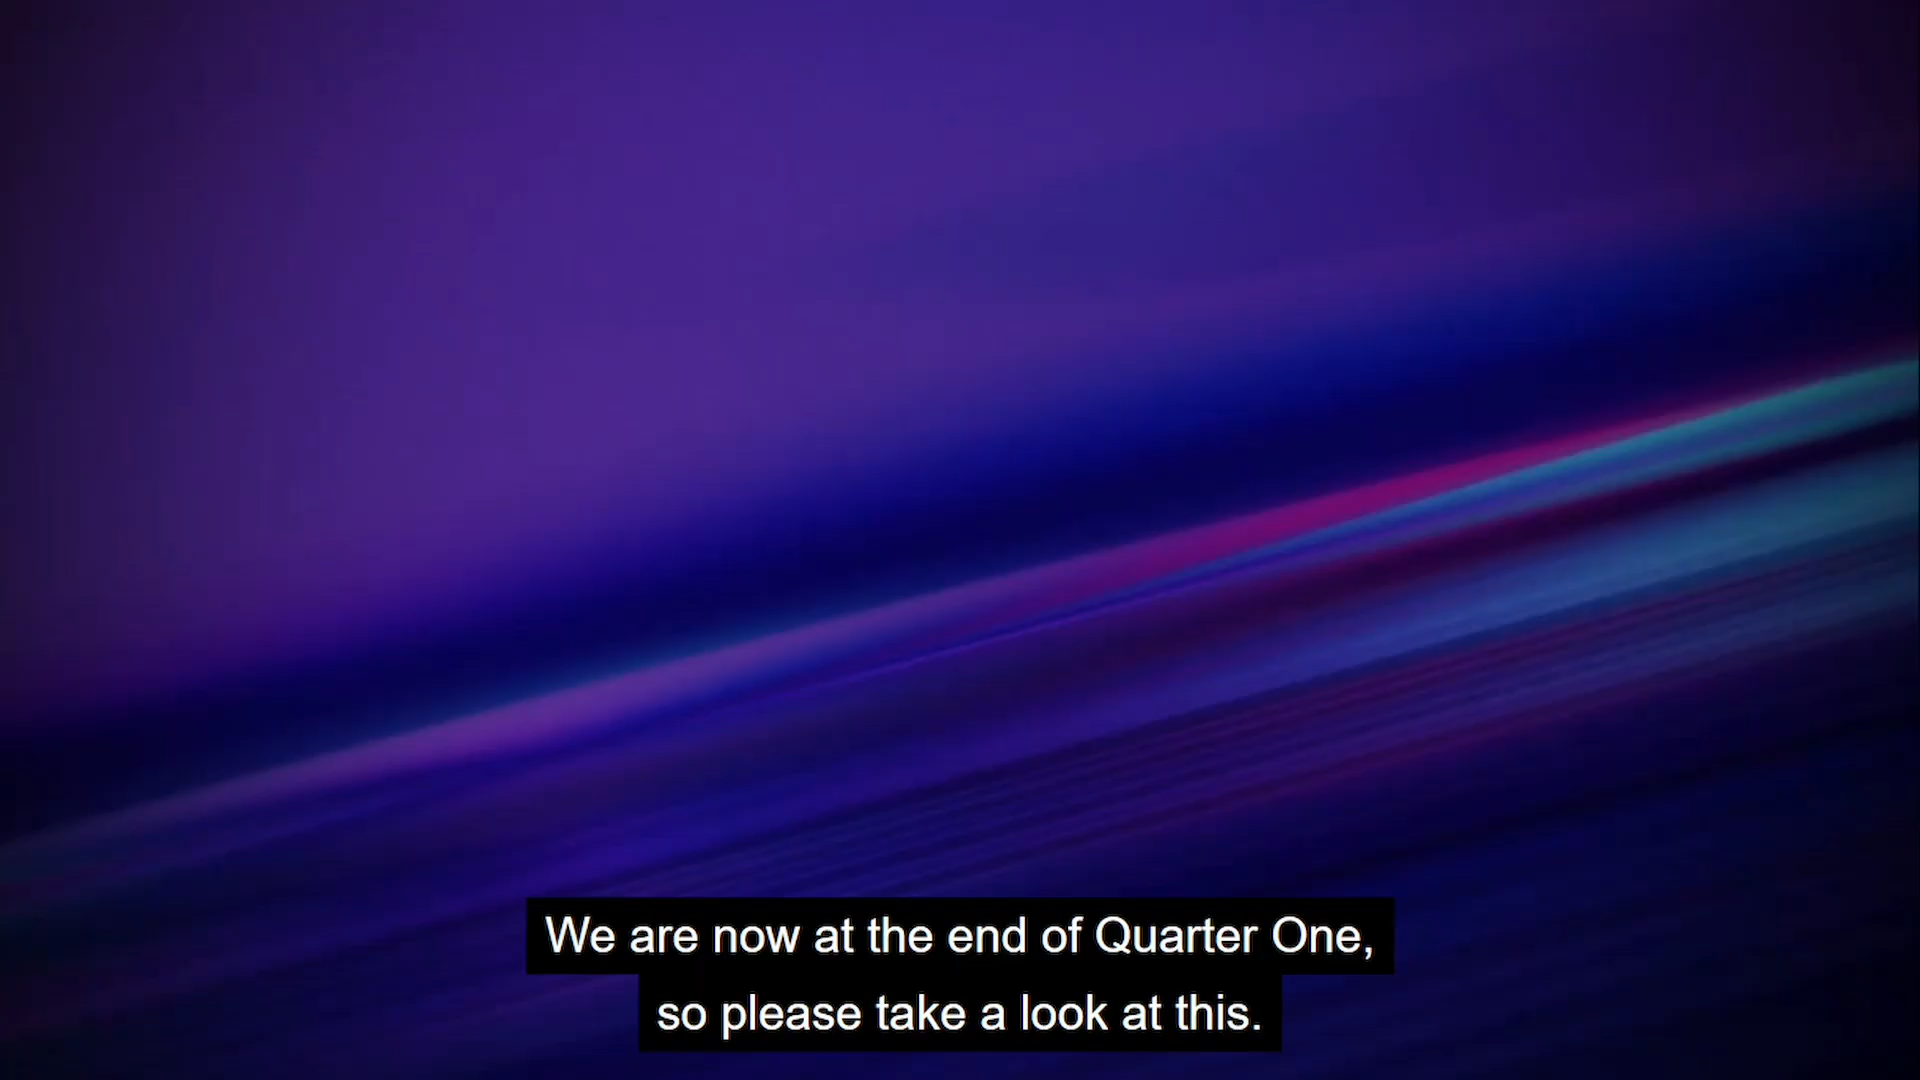 We are now at the end of Quarter One,
so please take a look at this.